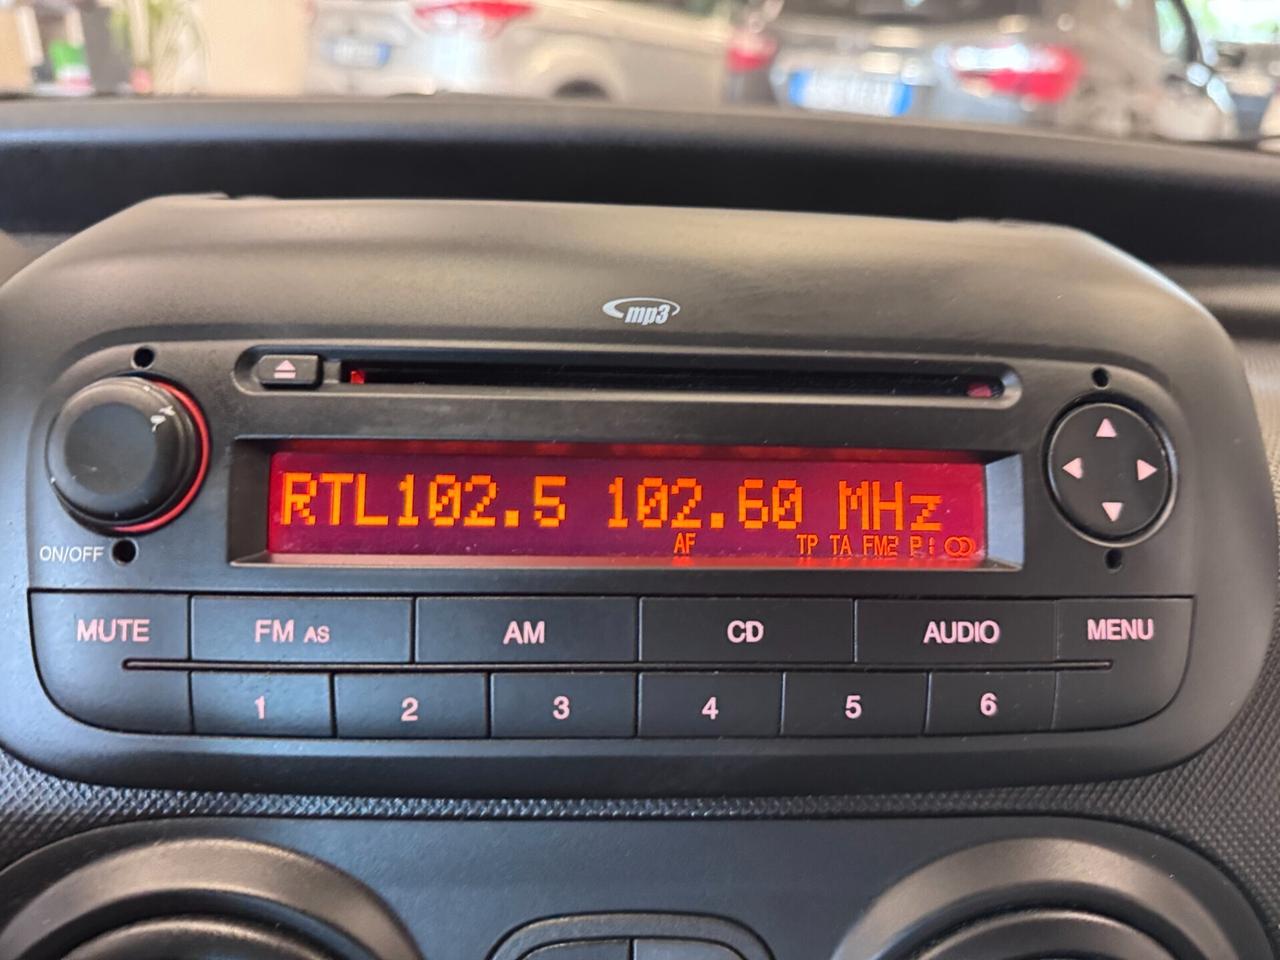 mp3
RTL102.5 102.60 MHz
AF TP TA FM2 P1
ON/OFF
MUTE FM AS AM CD AUDIO MENU
1 2 3 4 5 6